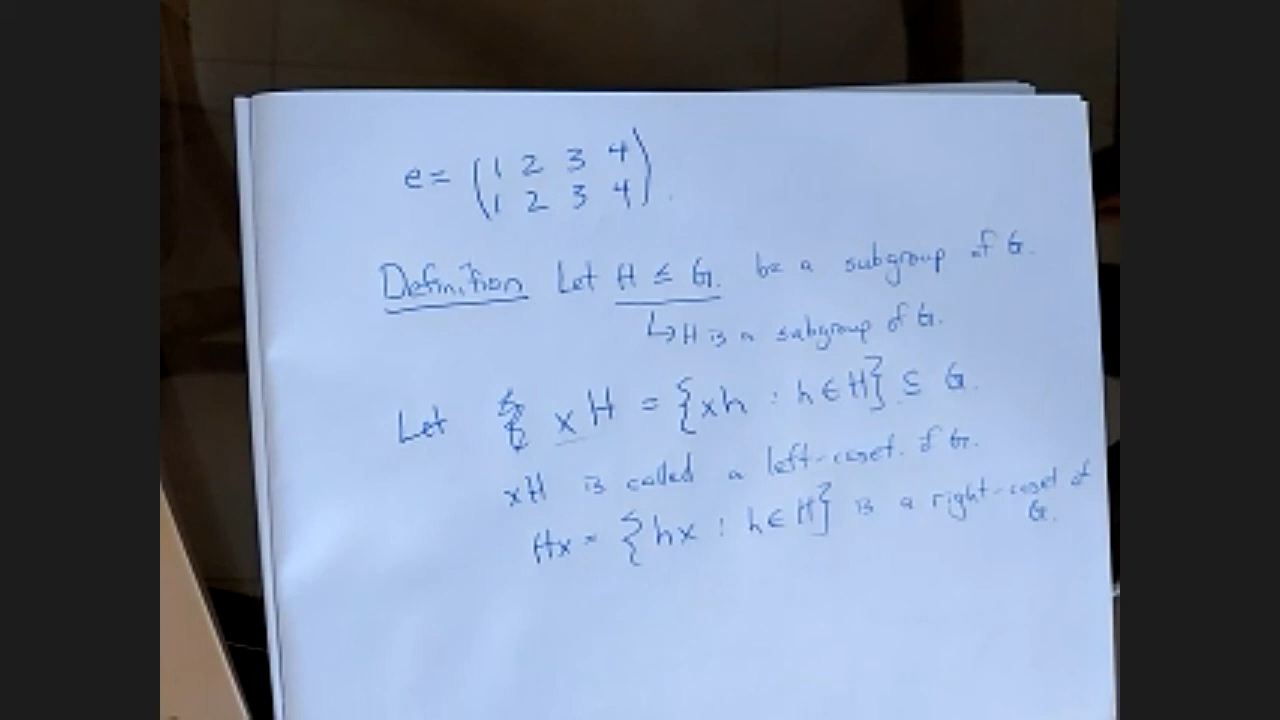 e = ( 1 2 3 4
1 2 3 4 ) .
Definition Let H ≤ G. be a subgroup of G.
↳ H is a subgroup of G.
Let xH = {xh : h ∈ H} ⊆ G.
xH is called a left-coset. of G.
Hx = {hx : h ∈ H} is a right-coset of
G.